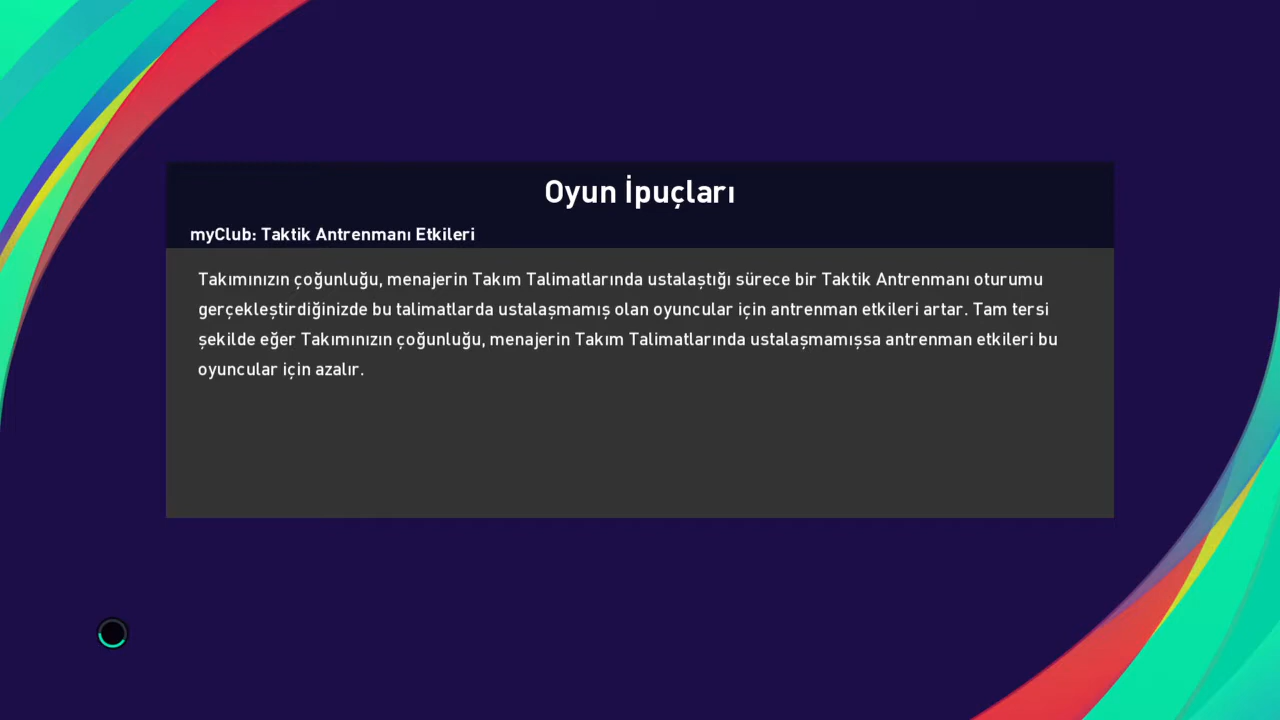 Oyun İpuçları
myClub: Taktik Antrenmanı Etkileri
Takımınızın çoğunluğu, menajerin Takım Talimatlarında ustalaştığı sürece bir Taktik Antrenmanı oturumu
gerçekleştirdiğinizde bu talimatlarda ustalaşmamış olan oyuncular için antrenman etkileri artar. Tam tersi
şekilde eğer Takımınızın çoğunluğu, menajerin Takım Talimatlarında ustalaşmamışsa antrenman etkileri bu
oyuncular için azalır.